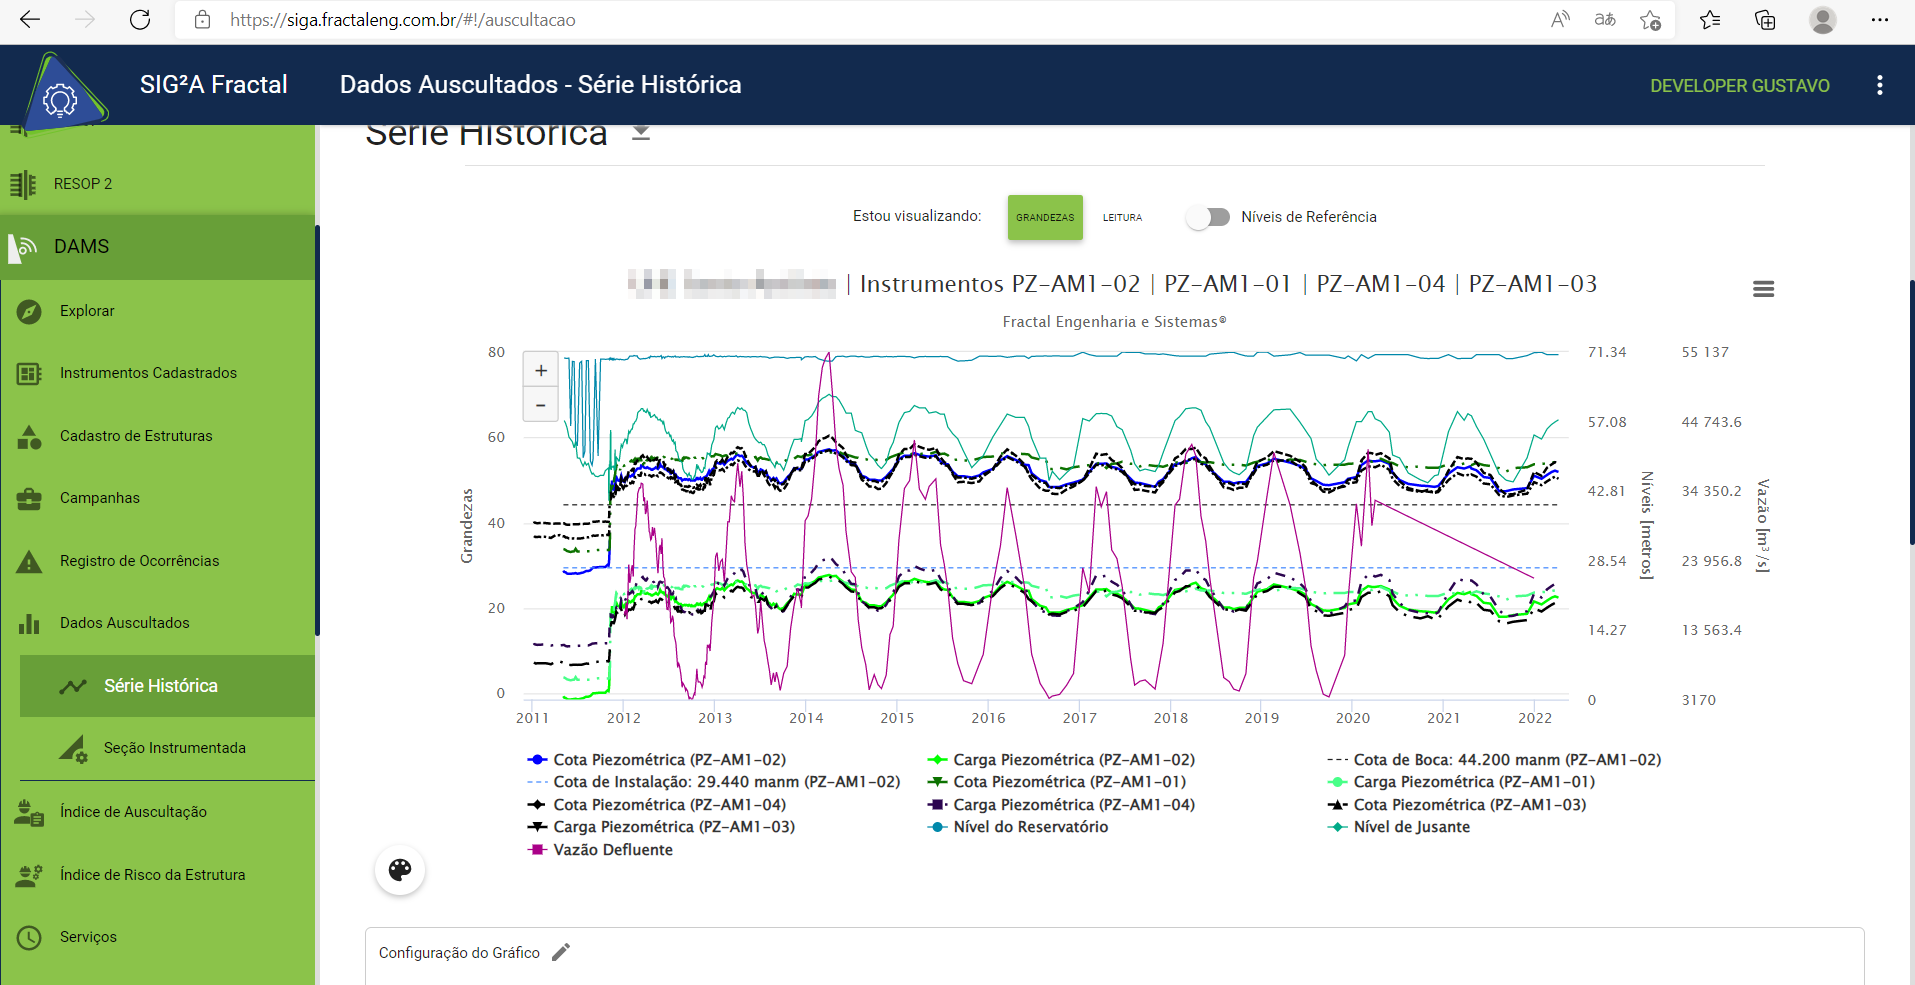 https://siga.fractaleng.com.br/#!/auscultacao
SIG²A Fractal
Dados Auscultados - Série Histórica
DEVELOPER GUSTAVO
RESOP 2
DAMS
Explorar
Instrumentos Cadastrados
Cadastro de Estruturas
Campanhas
Registro de Ocorrências
Dados Auscultados
Série Histórica
Seção Instrumentada
Índice de Auscultação
Índice de Risco da Estrutura
Serviços
Série Histórica
Estou visualizando: GRANDEZAS LEITURA Níveis de Referência
| Instrumentos PZ-AM1-02 | PZ-AM1-01 | PZ-AM1-04 | PZ-AM1-03
Fractal Engenharia e Sistemas®
+
-
Grandezas
80
60
40
20
0
71.34
57.08
42.81
28.54
14.27
0
Níveis [metros]
55 137
44 743.6
34 350.2
23 956.8
13 563.4
3170
Vazão [m³/s]
2011 2012 2013 2014 2015 2016 2017 2018 2019 2020 2021 2022
Cota Piezométrica (PZ-AM1-02) Carga Piezométrica (PZ-AM1-02) Cota de Boca: 44.200 manm (PZ-AM1-02)
Cota de Instalação: 29.440 manm (PZ-AM1-02) Cota Piezométrica (PZ-AM1-01) Carga Piezométrica (PZ-AM1-01)
Cota Piezométrica (PZ-AM1-04) Carga Piezométrica (PZ-AM1-04) Cota Piezométrica (PZ-AM1-03)
Carga Piezométrica (PZ-AM1-03) Nível do Reservatório Nível de Jusante
Vazão Defluente
Configuração do Gráfico